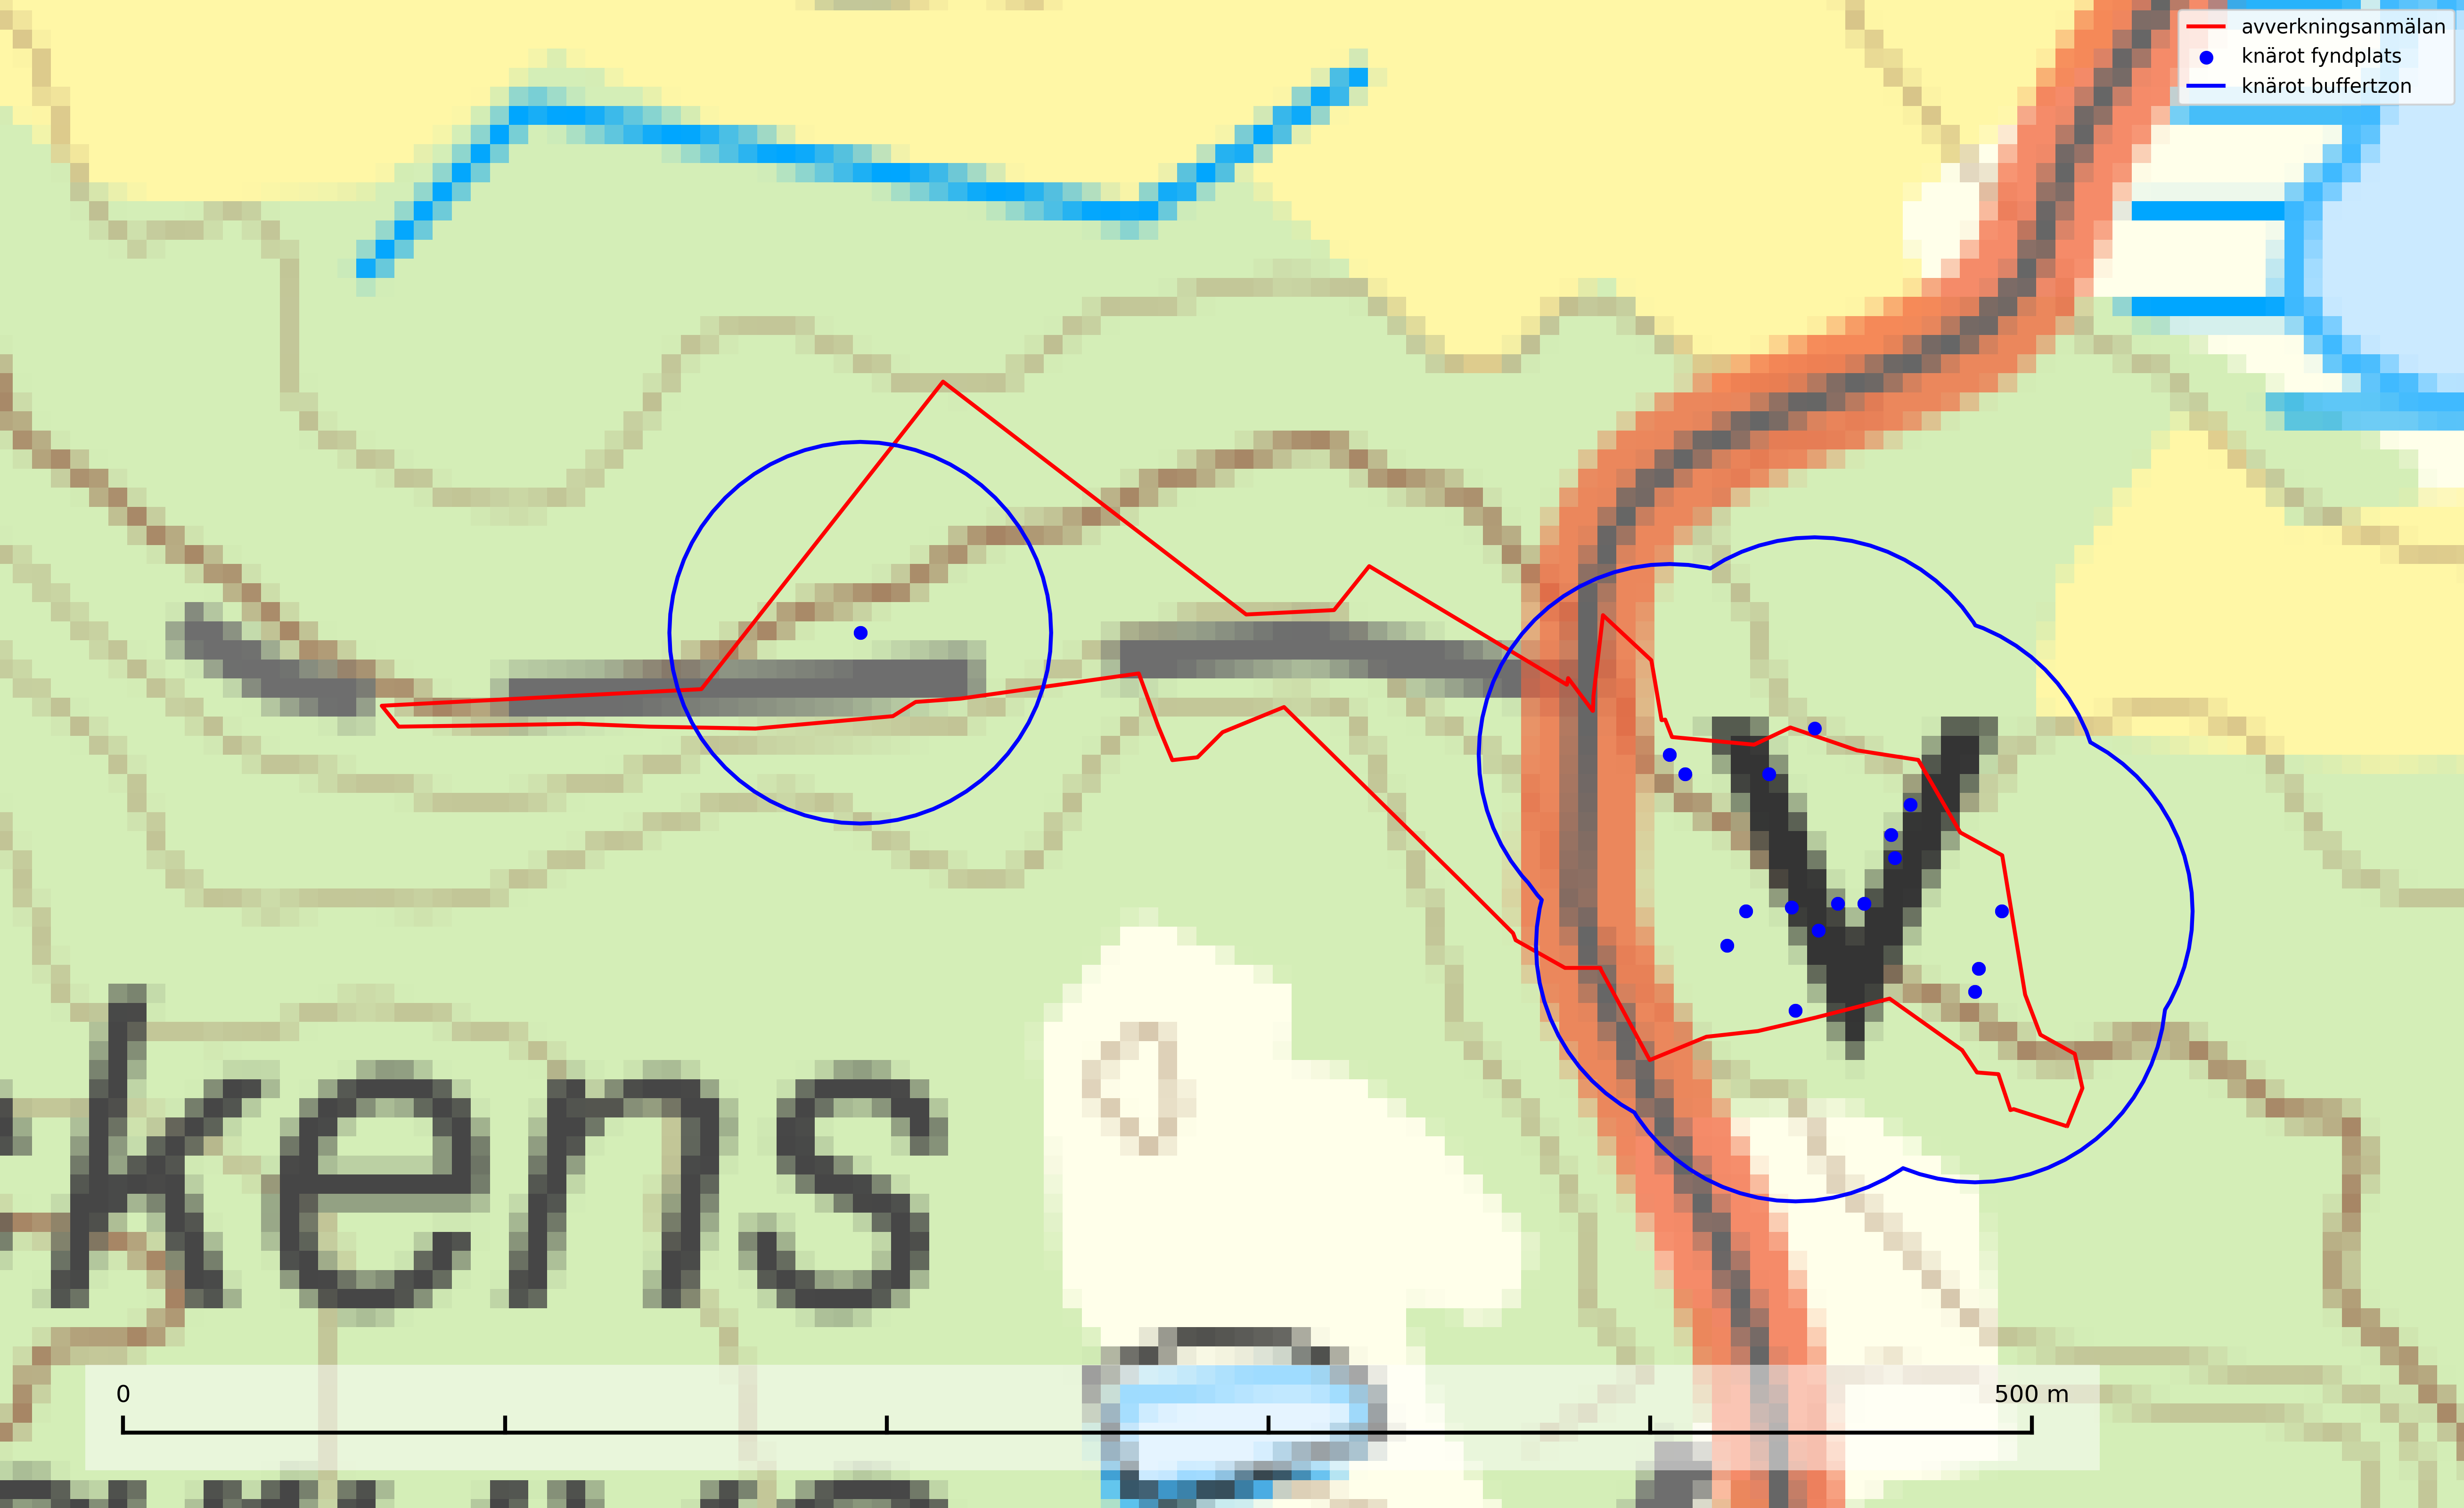 avverkningsanmälan
knärot fyndplats
knärot buffertzon
V
kens
0 500 m